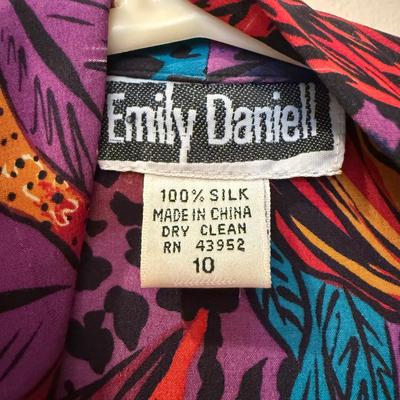 Emily Daniell
100% SILK
MADE IN CHINA
DRY CLEAN
RN 43952
10